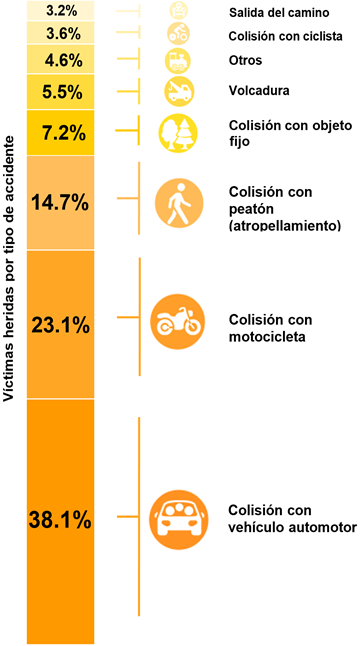 Víctimas heridas por tipo de accidente
3.2%
Salida del camino
3.6%
Colisión con ciclista
4.6%
Otros
5.5%
Volcadura
7.2%
Colisión con objeto
fijo
14.7%
Colisión con
peatón
(atropellamiento)
23.1%
Colisión con
motocicleta
38.1%
Colisión con
vehículo automotor